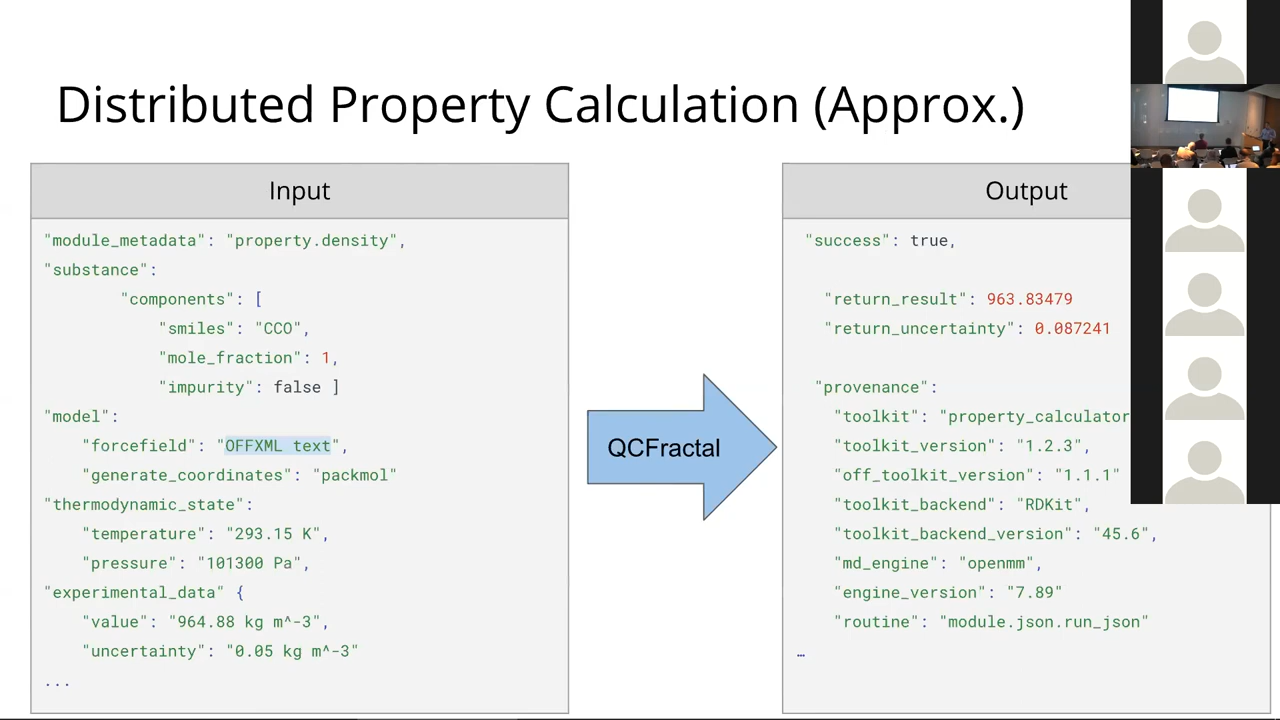 Distributed Property Calculation (Approx.)
Input
"module_metadata": "property.density",
"substance":
"components": [
"smiles": "CCO",
"mole_fraction": 1,
"impurity": false ]
"model":
"forcefield": "OFFXML text",
"generate_coordinates": "packmol"
"thermodynamic_state":
"temperature": "293.15 K",
"pressure": "101300 Pa",
"experimental_data" {
"value": "964.88 kg m^-3",
"uncertainty": "0.05 kg m^-3"
...
QCFractal
Output
"success": true,
"return_result": 963.83479
"return_uncertainty": 0.087241
"provenance":
"toolkit": "property_calculator
"toolkit_version": "1.2.3",
"off_toolkit_version": "1.1.1"
"toolkit_backend": "RDKit",
"toolkit_backend_version": "45.6",
"md_engine": "openmm",
"engine_version": "7.89"
"routine": "module.json.run_json"
…